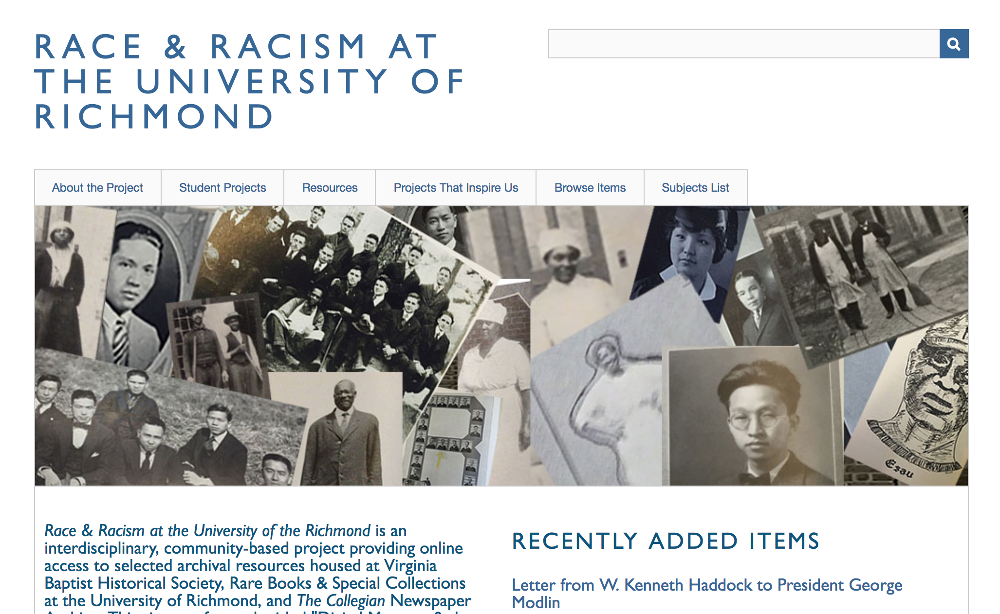 RACE & RACISM AT
THE UNIVERSITY OF
RICHMOND
About the Project
Student Projects
Resources
Projects That Inspire Us
Browse Items
Subjects List
Esau
Race & Racism at the University of the Richmond is an
interdisciplinary, community-based project providing online
access to selected archival resources housed at Virginia
Baptist Historical Society, Rare Books & Special Collections
at the University of Richmond, and The Collegian Newspaper
RECENTLY ADDED ITEMS
Letter from W. Kenneth Haddock to President George
Modlin